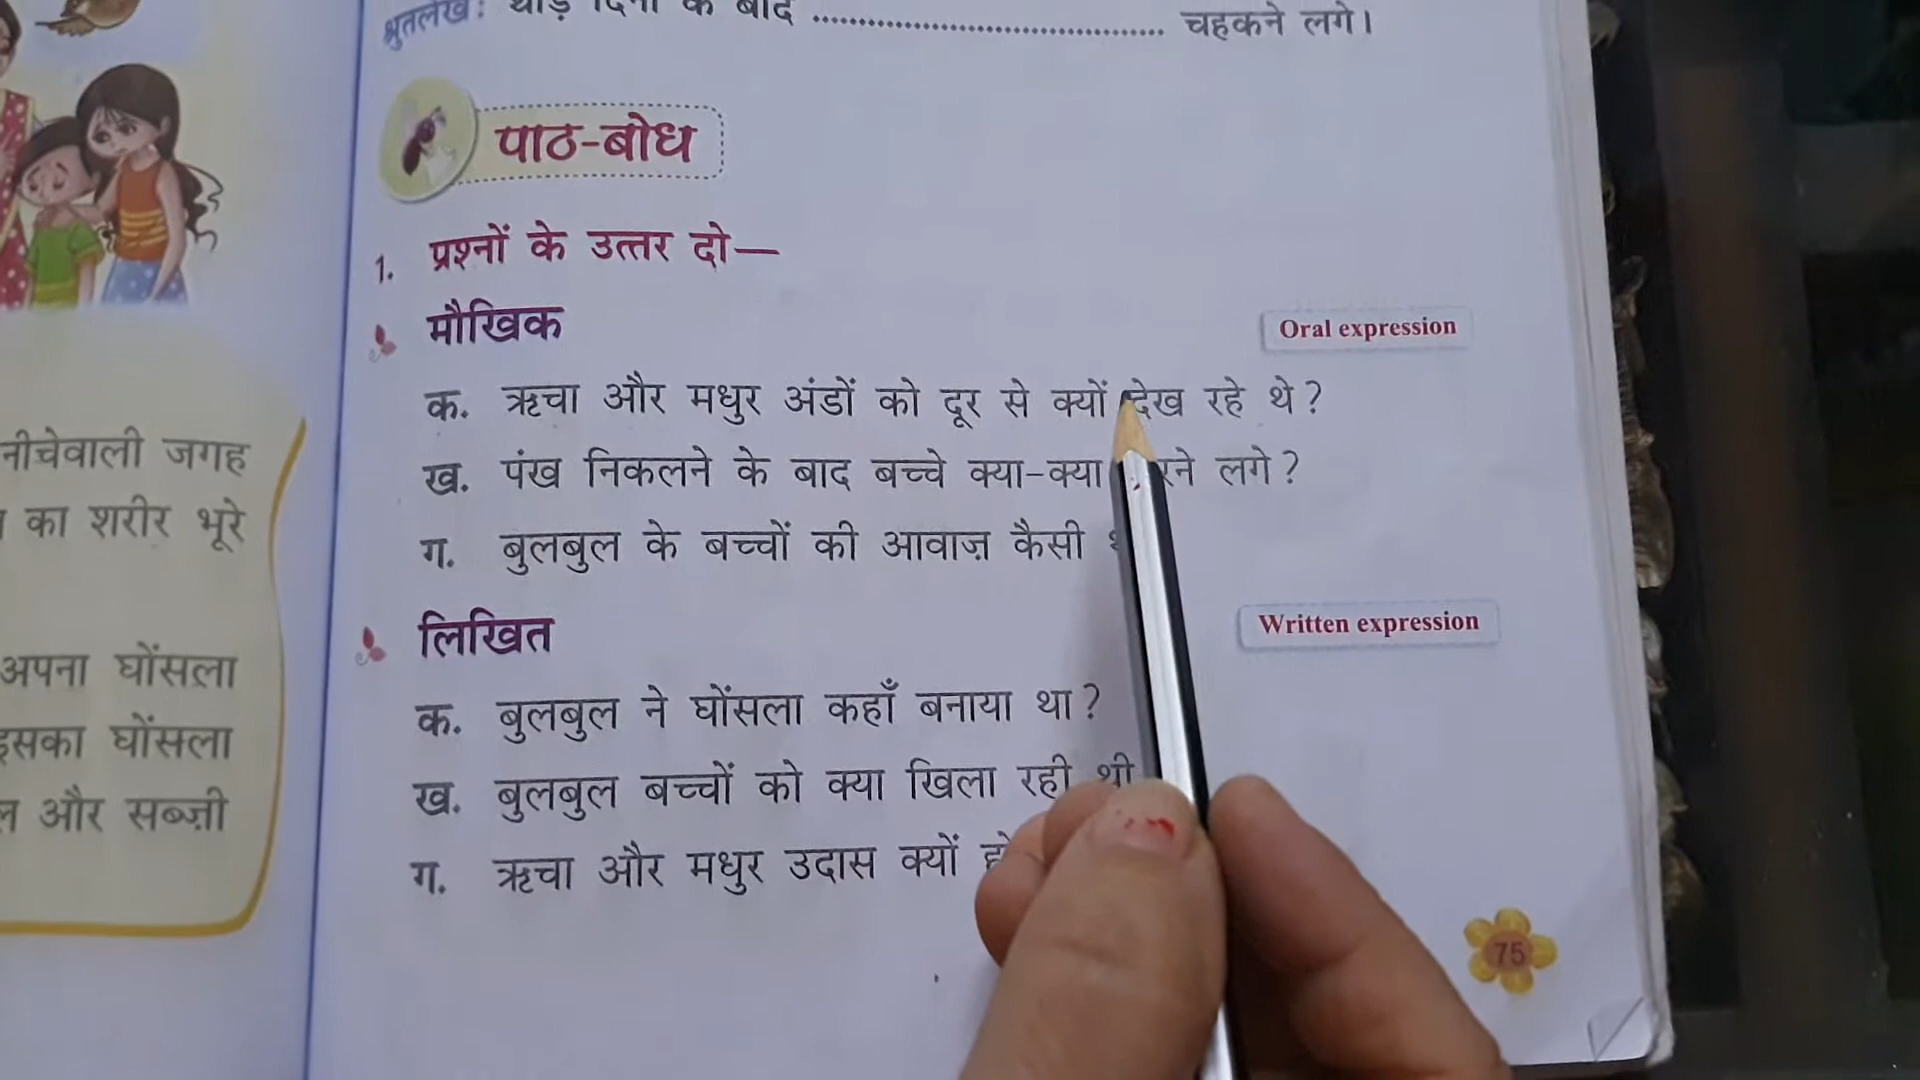 श्रुतलेख: थोड़े दिनों के बाद ........................................ चहकने लगे।
पाठ-बोध
1. प्रश्नों के उत्तर दो—
मौखिक
Oral expression
क. ऋचा और मधुर अंडों को दूर से क्यों देख रहे थे?
ख. पंख निकलने के बाद बच्चे क्या-क्या लगे?
ग. बुलबुल के बच्चों की आवाज़ कैसी
लिखित
Written expression
क. बुलबुल ने घोंसला कहाँ बनाया था?
ख. बुलबुल बच्चों को क्या खिला रही थी
ग. ऋचा और मधुर उदास क्यों
75
नीचेवाली जगह
का शरीर भूरे
अपना घोंसला
इसका घोंसला
और सब्ज़ी